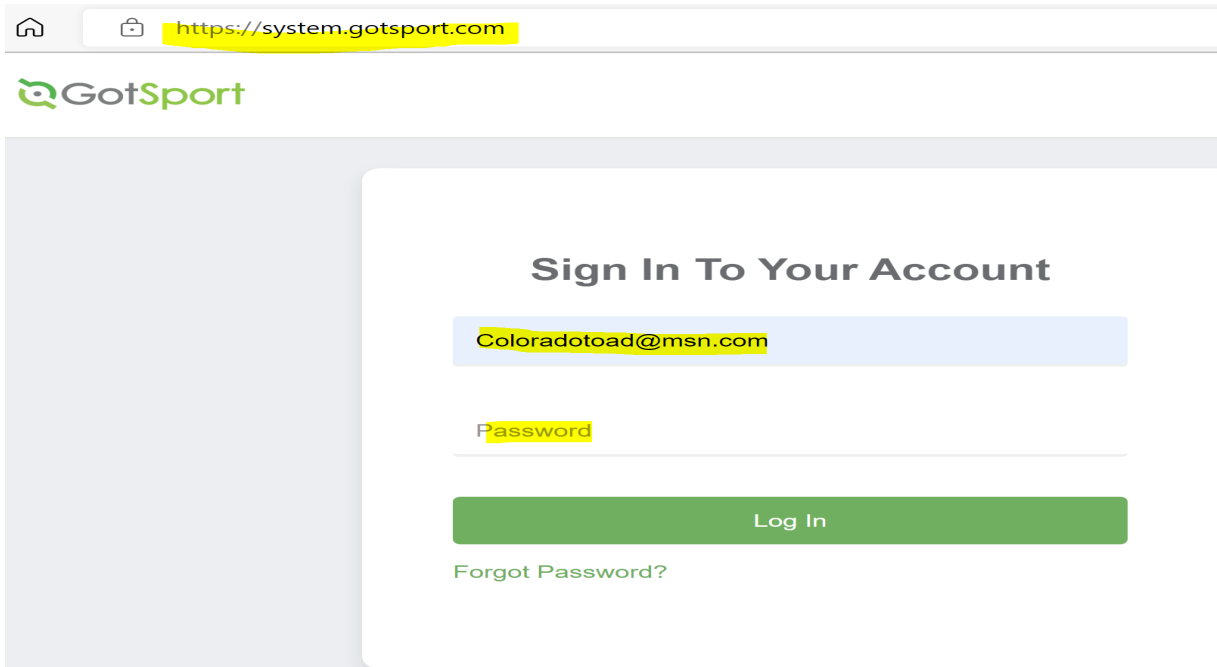 https://system.gotsport.com
GotSport
Sign In To Your Account
Coloradotoad@msn.com
Password
Log In
Forgot Password?